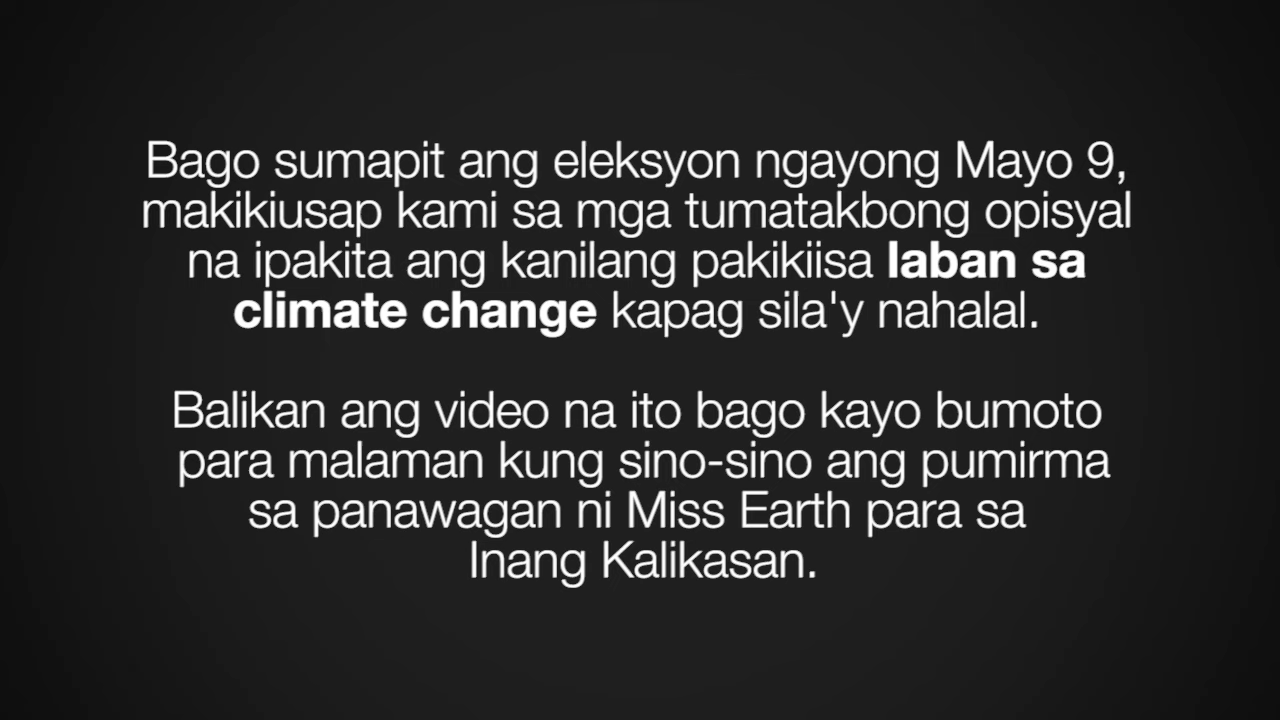 Bago sumapit ang eleksyon ngayong Mayo 9,
makikiusap kami sa mga tumatakbong opisyal
na ipakita ang kanilang pakikiisa laban sa
climate change kapag sila'y nahalal.
Balikan ang video na ito bago kayo bumoto
para malaman kung sino-sino ang pumirma
sa panawagan ni Miss Earth para sa
Inang Kalikasan.